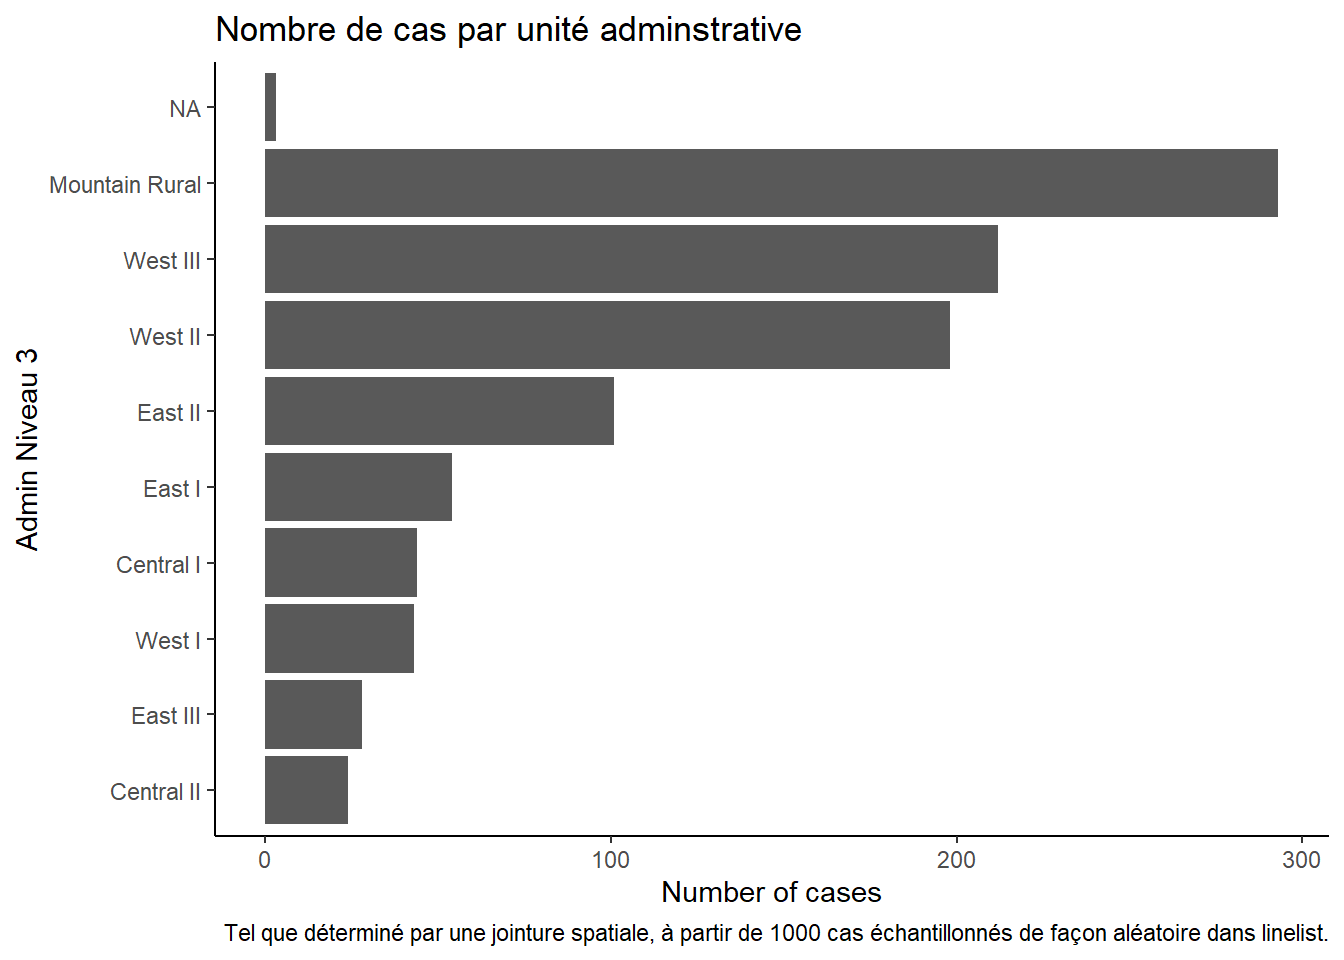 Nombre de cas par unité adminstrative
Admin Niveau 3
NA
Mountain Rural
West III
West II
East II
East I
Central I
West I
East III
Central II
0 100 200 300
Number of cases
Tel que déterminé par une jointure spatiale, à partir de 1000 cas échantillonnés de façon aléatoire dans linelist.